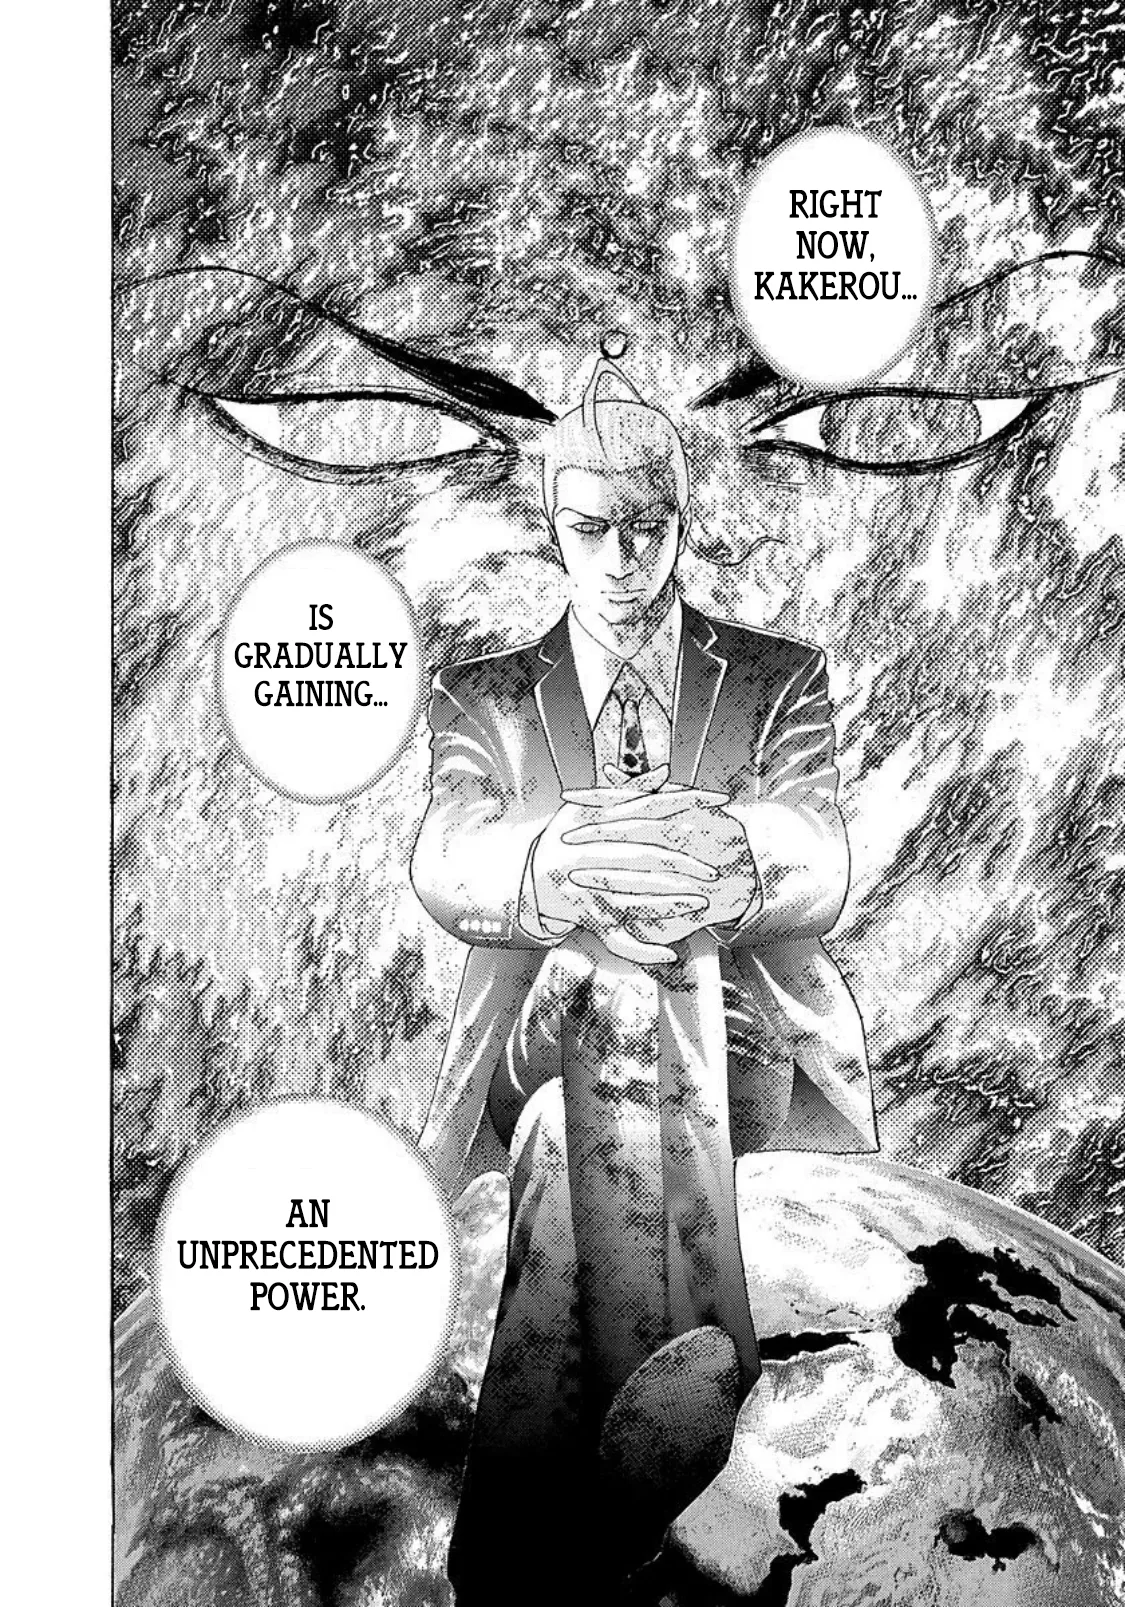 RIGHT
NOW,
KAKEROU...
IS
GRADUALLY
GAINING...
AN
UNPRECEDENTED
POWER.